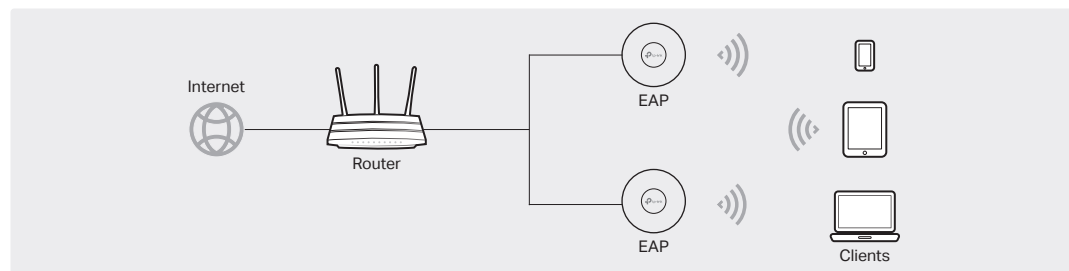 Internet
Router
EAP
EAP
Clients